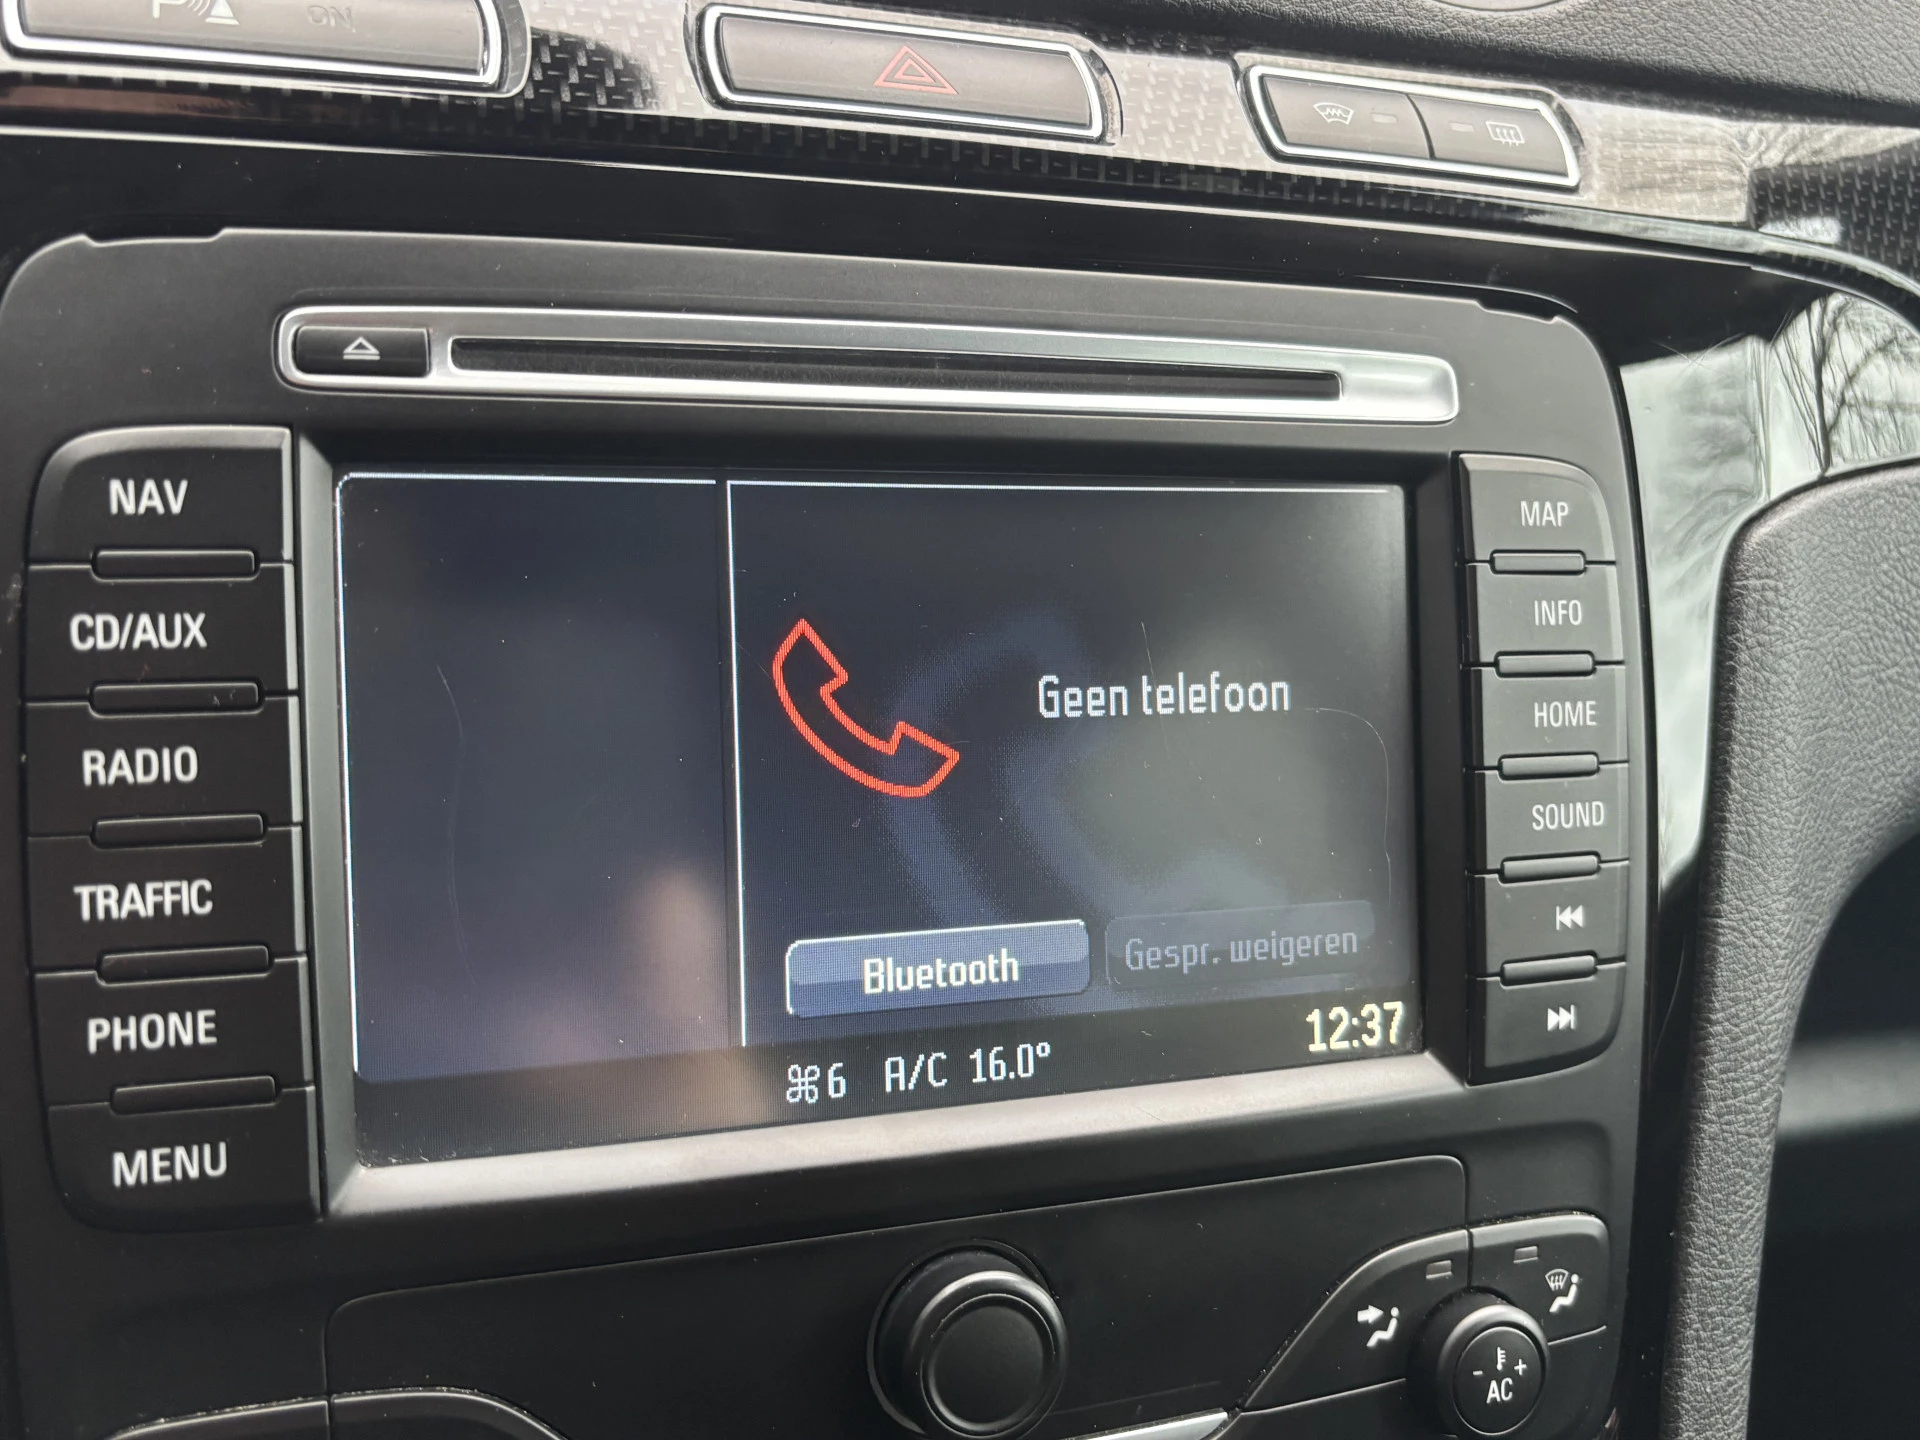 P ON
NAV
CD/AUX
RADIO
TRAFFIC
PHONE
MENU
Geen telefoon
Bluetooth
Gespr. weigeren
12:37
⌘6 A/C 16.0°
MAP
INFO
HOME
SOUND
- +
AC